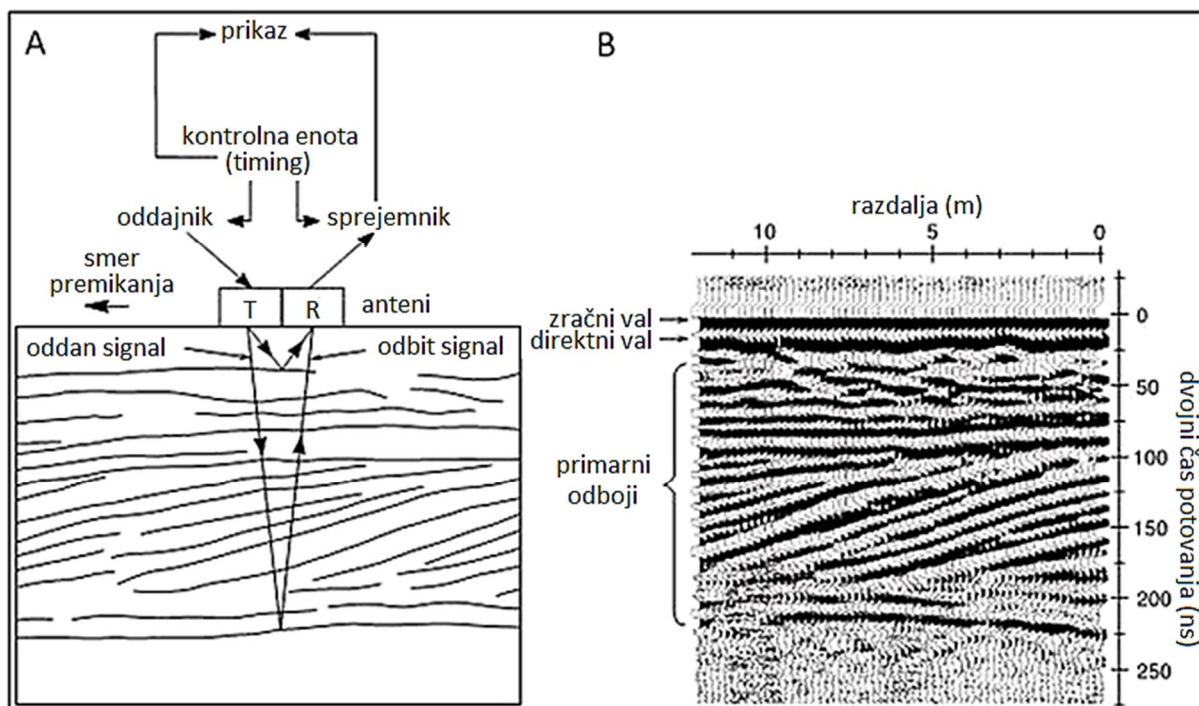 A
prikaz
kontrolna enota
(timing)
oddajnik
sprejemnik
smer
premikanja
T
R
anteni
oddan signal
odbit signal
B
razdalja (m)
10
5
0
zračni val
direktni val
primarni
odboji
0
50
100
150
200
250
dvojni čas potovanja (ns)